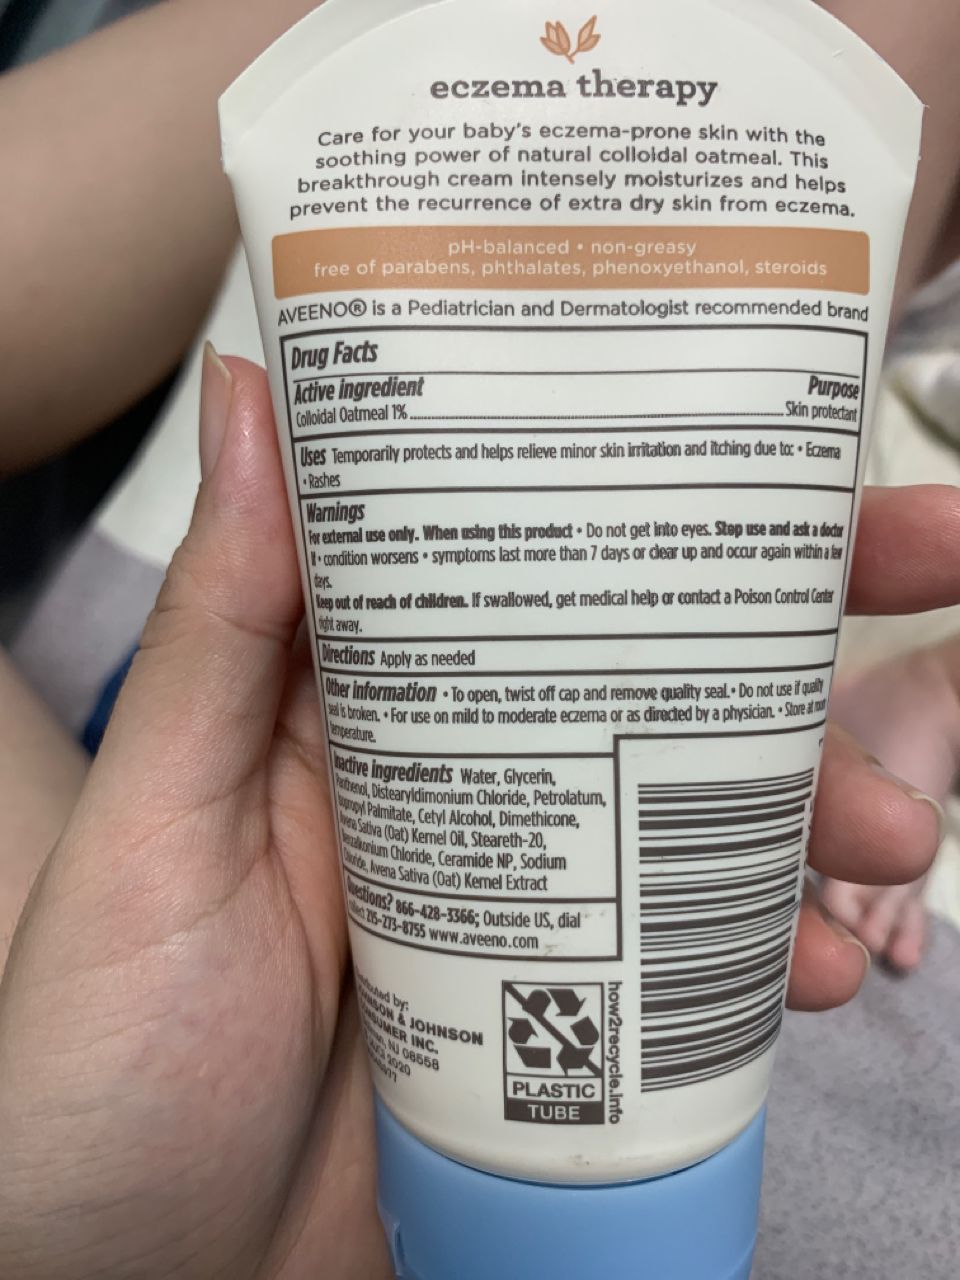 eczema therapy
Care for your baby's eczema-prone skin with the
soothing power of natural colloidal oatmeal. This
breakthrough cream intensely moisturizes and helps
prevent the recurrence of extra dry skin from eczema.
pH-balanced • non-greasy
free of parabens, phthalates, phenoxyethanol, steroids
AVEENO® is a Pediatrician and Dermatologist recommended brand
Drug Facts
Active ingredient Purpose
Colloidal Oatmeal 1% Skin protectant
Uses Temporarily protects and helps relieve minor skin irritation and itching due to: • Eczema
• Rashes
Warnings
For external use only. When using this product • Do not get into eyes. Stop use and ask a doctor
if • condition worsens • symptoms last more than 7 days or clear up and occur again within a few
days.
Keep out of reach of children. If swallowed, get medical help or contact a Poison Control Center
right away.
Directions Apply as needed
Other information • To open, twist off cap and remove quality seal. • Do not use if quality
seal is broken. • For use on mild to moderate eczema or as directed by a physician. • Store at room
temperature.
Inactive ingredients Water, Glycerin,
Panthenol, Distearyldimonium Chloride, Petrolatum,
Isopropyl Palmitate, Cetyl Alcohol, Dimethicone,
Avena Sativa (Oat) Kernel Oil, Steareth-20,
Benzalkonium Chloride, Ceramide NP, Sodium
Chloride, Avena Sativa (Oat) Kernel Extract
Questions? 866-428-3366; Outside US, dial
collect 215-273-8755 www.aveeno.com
Distributed by:
JOHNSON & JOHNSON
CONSUMER INC.
NJ 08558
2020
PLASTIC
TUBE
how2recycle.info